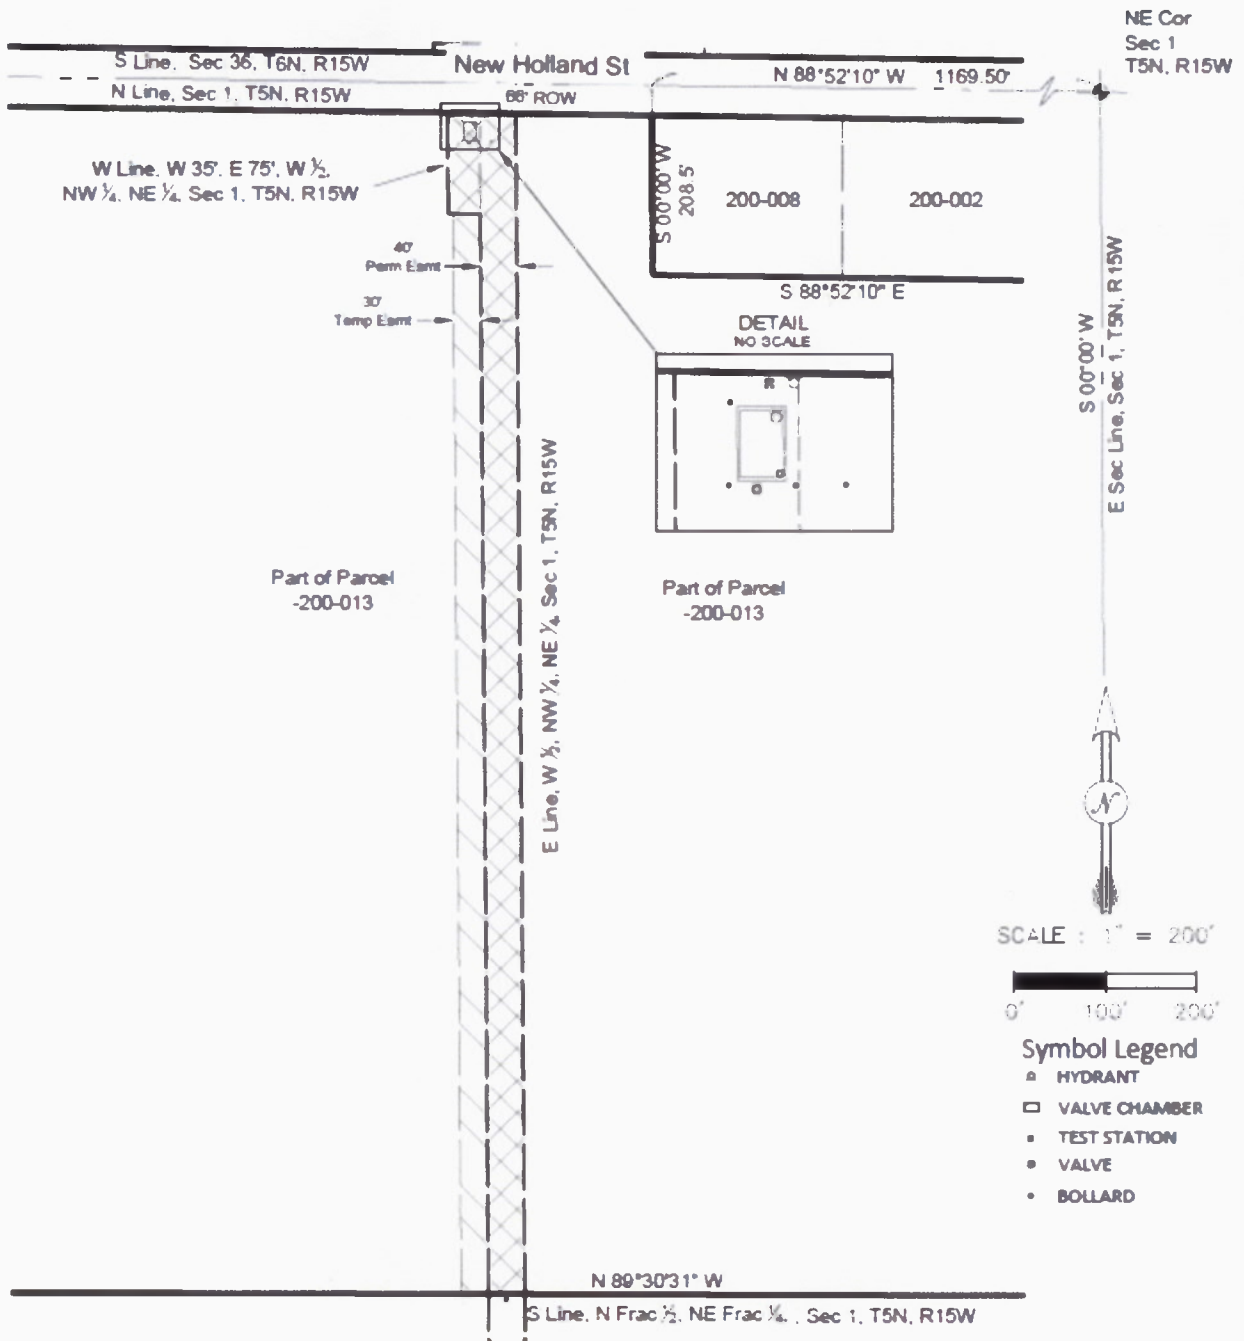 NE Cor
Sec 1
T5N, R15W
S Line, Sec 36, T6N, R15W
New Holland St
N 88°52'10" W 1169.50'
N Line, Sec 1, T5N, R15W
66' ROW
W Line, W 35', E 75', W ½,
NW ¼, NE ¼, Sec 1, T5N, R15W
S 00°00' W
208.5'
200-008
200-002
40'
Perm Esmt
30'
Temp Esmt
S 88°52'10" E
DETAIL
NO SCALE
S 00°00' W
E Sec Line, Sec 1, T5N, R15W
E Line, W ½, NW ¼, NE ¼, Sec 1, T5N, R15W
Part of Parcel
-200-013
Part of Parcel
-200-013
N
SCALE : 1" = 200'
0' 100' 200'
Symbol Legend
HYDRANT
VALVE CHAMBER
TEST STATION
VALVE
BOLLARD
N 89°30'31" W
S Line, N Frac ½, NE Frac ¼, , Sec 1, T5N, R15W